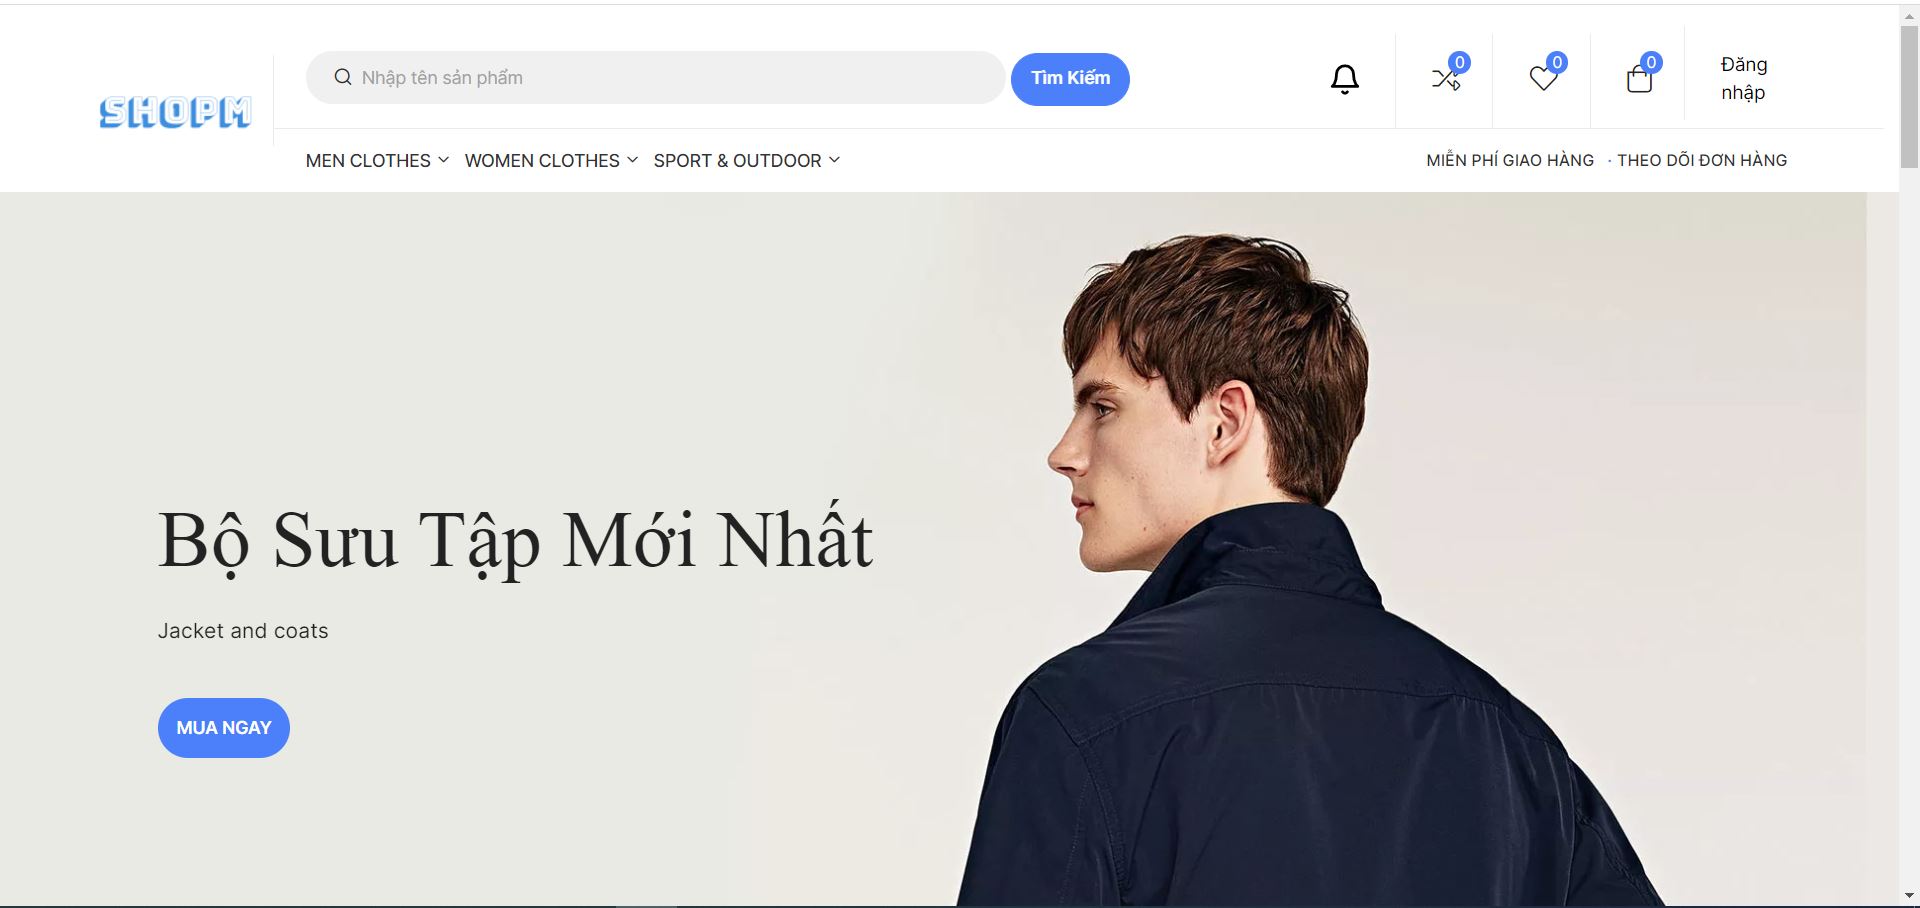 SHOPM
Nhập tên sản phẩm
Tìm Kiếm
0
0
0
Đăng
nhập
MEN CLOTHES
WOMEN CLOTHES
SPORT & OUTDOOR
MIỄN PHÍ GIAO HÀNG
· THEO DÕI ĐƠN HÀNG
Bộ Sưu Tập Mới Nhất
Jacket and coats
MUA NGAY